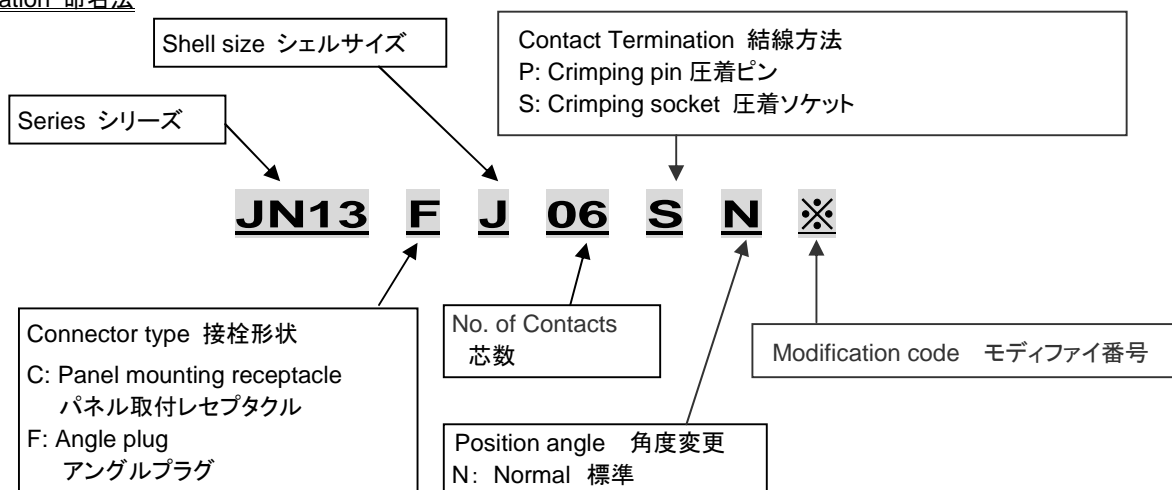 ation 命名法
Shell size シェルサイズ
Contact Termination 結線方法
P: Crimping pin 圧着ピン
S: Crimping socket 圧着ソケット
Series シリーズ
JN13 F J 06 S N ※
Connector type 接栓形状
C: Panel mounting receptacle
パネル取付レセプタクル
F: Angle plug
アングルプラグ
No. of Contacts
芯数
Modification code モディファイ番号
Position angle 角度変更
N: Normal 標準